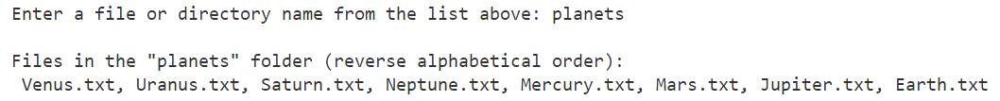 Enter a file or directory name from the list above: planets
Files in the "planets" folder (reverse alphabetical order):
Venus.txt, Uranus.txt, Saturn.txt, Neptune.txt, Mercury.txt, Mars.txt, Jupiter.txt, Earth.txt